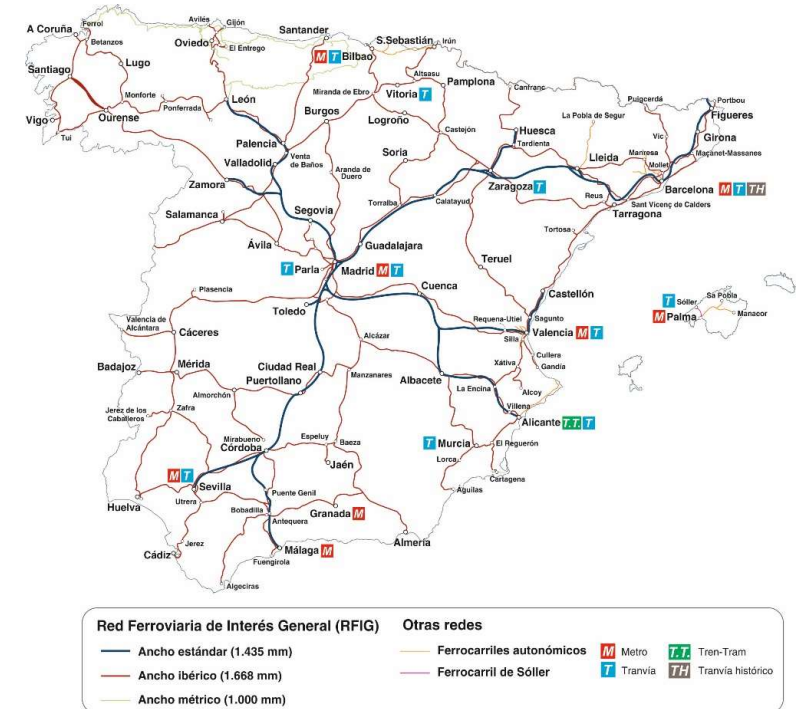 A Coruña
Ferrol
Betanzos
Avilés
Gijón
Oviedo
El Entrego
Santander
M T Bilbao
S.Sebastián
Irún
Lugo
Santiago
Monforte
Ponferrada
León
Altsasu
Pamplona
Miranda de Ebro
Vitoria T
Canfranc
Vigo
Ourense
Tui
Burgos
Logroño
Castejón
Huesca
Tardienta
La Pobla de Segur
Puigcerdá
Portbou
Figueres
Girona
Vic
Palencia
Venta
de Baños
Valladolid
Soria
Aranda de
Duero
Lleida
Manresa
Mollet
Maçanet-Massanes
Zamora
Zaragoza T
Barcelona M T TH
Reus
Sant Vicenç de Calders
Tarragona
Segovia
Torralba
Calatayud
Salamanca
Ávila
Guadalajara
Tortosa
Teruel
T Parla
Madrid M T
Cuenca
Castellón
Plasencia
Toledo
Requena-Utiel
Sagunto
Valencia M T
Silla
T Sóller
Sa Pobla
M Palma
Manacor
Valencia de
Alcántara
Cáceres
Alcázar
Cullera
Gandía
Xátiva
Badajoz
Mérida
Ciudad Real
Puertollano
Manzanares
Albacete
La Encina
Alcoy
Almorchón
Villena
Jerez de los
Caballeros
Zafra
Alicante T.T. T
Mirabueno
Córdoba
Espeluy
Baeza
T Murcia
El Reguerón
Jaén
Lorca
Cartagena
M T
Sevilla
Puente Genil
Águilas
Huelva
Utrera
Bobadilla
Granada M
Antequera
Almería
Cádiz
Jerez
Málaga M
Fuengirola
Algeciras
Red Ferroviaria de Interés General (RFIG)
Ancho estándar (1.435 mm)
Ancho ibérico (1.668 mm)
Ancho métrico (1.000 mm)
Otras redes
Ferrocarriles autonómicos
Ferrocarril de Sóller
M Metro
T Tranvía
T.T. Tren-Tram
TH Tranvía histórico